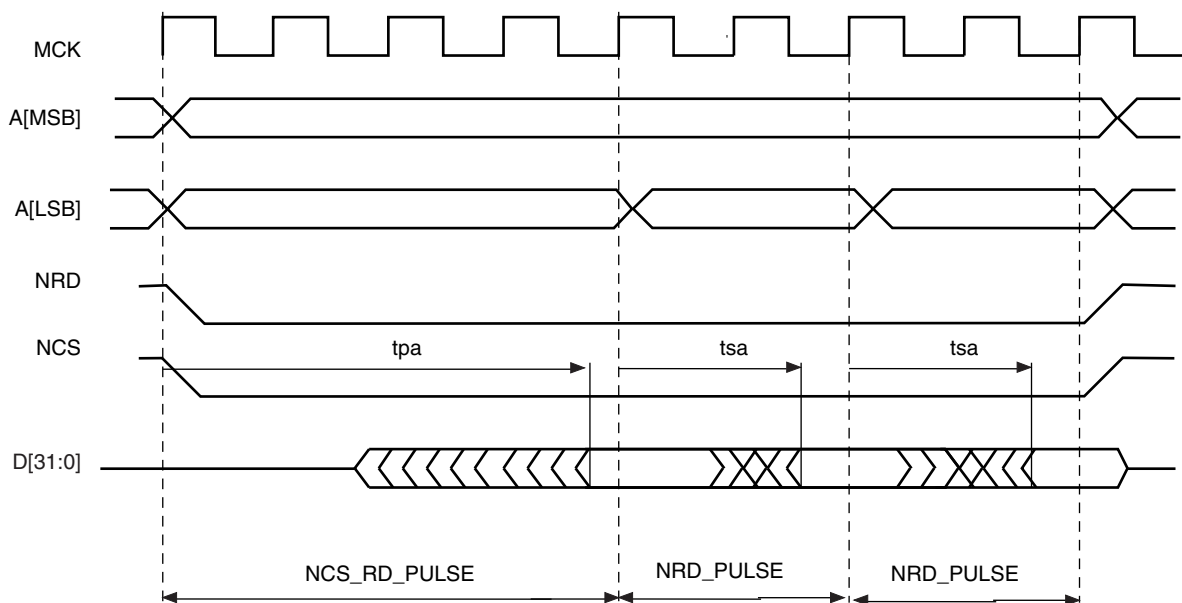 MCK
A[MSB]
A[LSB]
NRD
NCS
tpa tsa tsa
D[31:0]
NCS_RD_PULSE NRD_PULSE NRD_PULSE